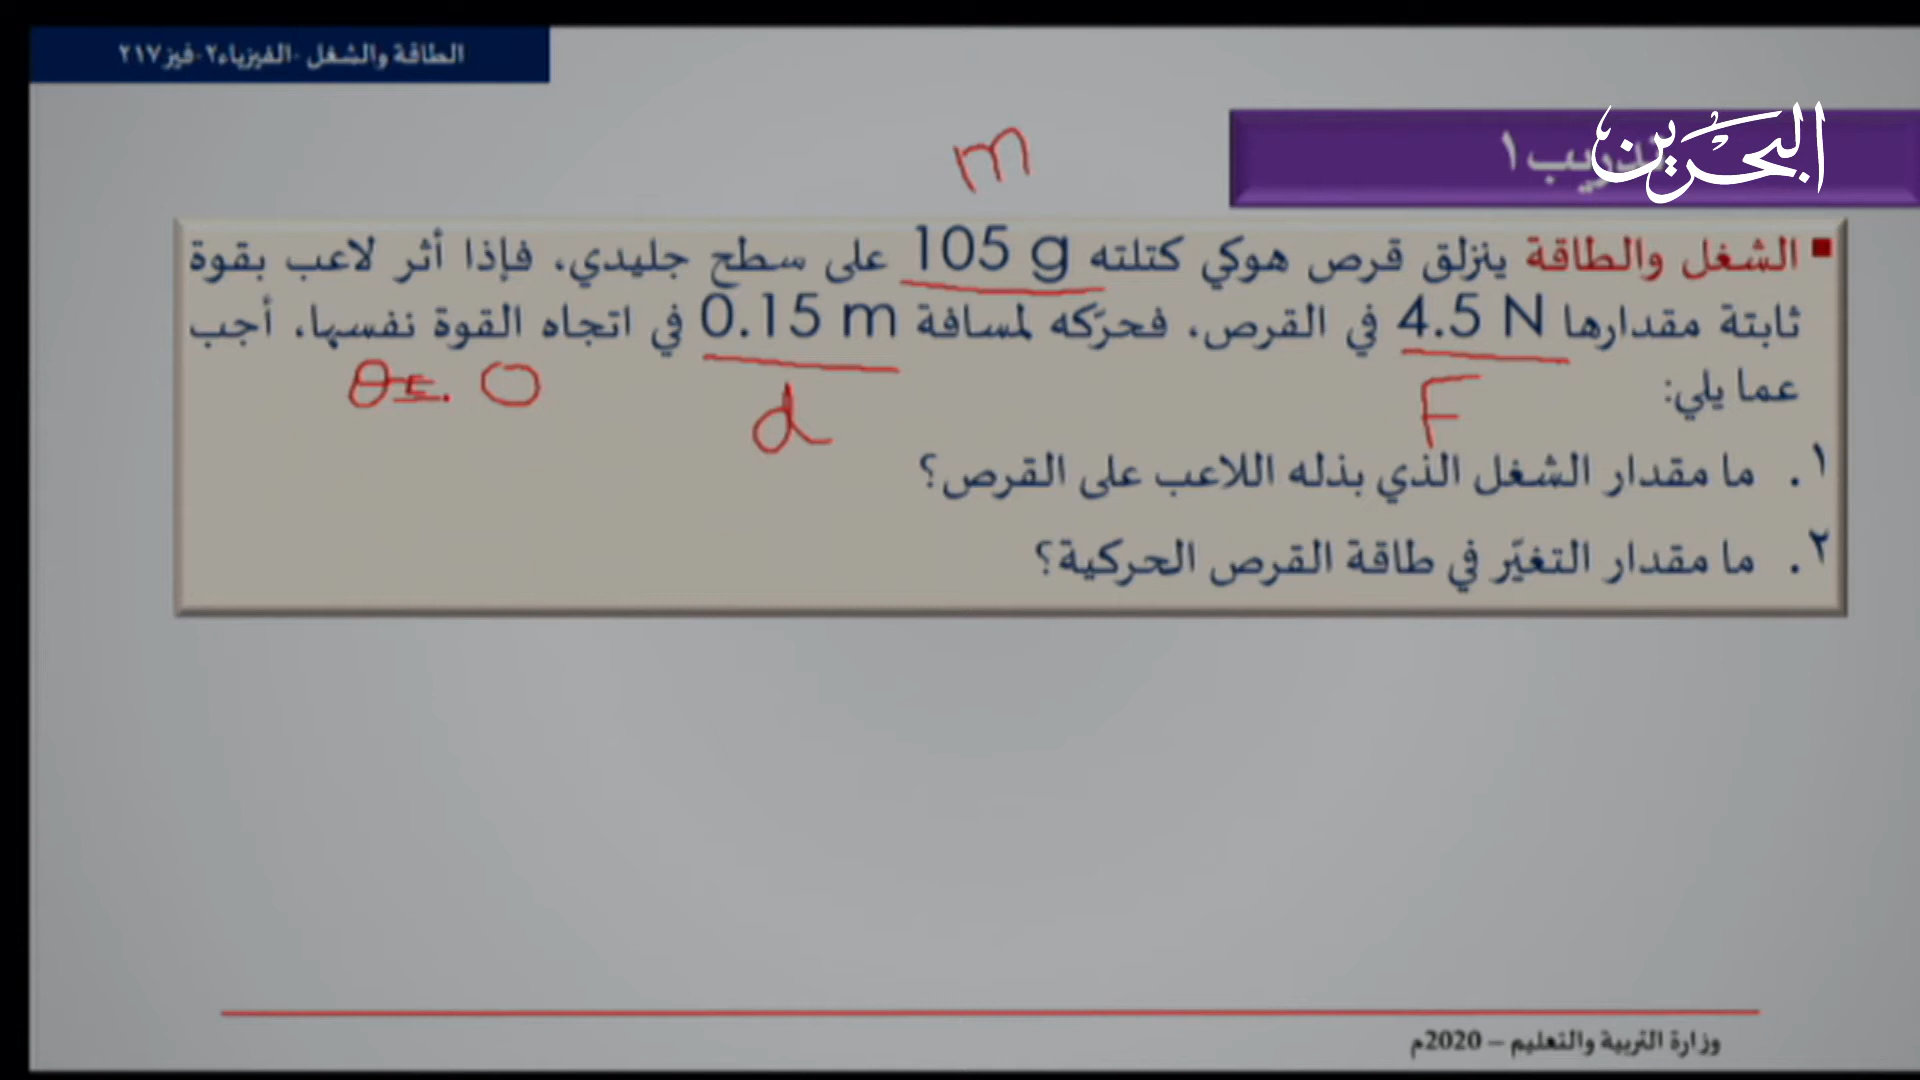 الطاقة والشغل -الفيزياء٢-فيز٢١٧
البحرين
تدريب ١
m
■ الشغل والطاقة ينزلق قرص هوكي كتلته 105 g على سطح جليدي، فإذا أثر لاعب بقوة
ثابتة مقدارها 4.5 N في القرص، فحرّكه لمسافة 0.15 m في اتجاه القوة نفسها، أجب
عما يلي:
F
d
θ = 0
١. ما مقدار الشغل الذي بذله اللاعب على القرص؟
٢. ما مقدار التغيّر في طاقة القرص الحركية؟
وزارة التربية والتعليم – 2020م